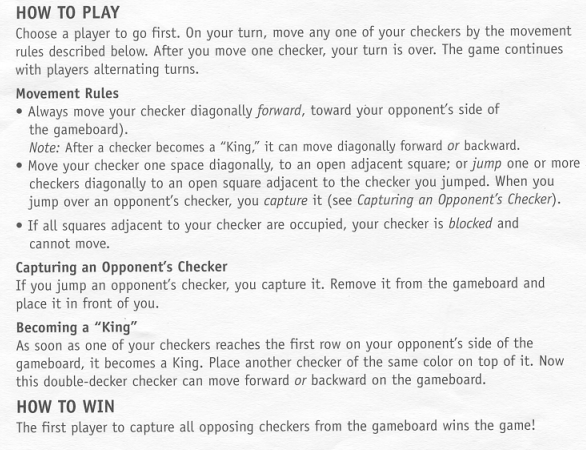 HOW TO PLAY
Choose a player to go first. On your turn, move any one of your checkers by the movement
rules described below. After you move one checker, your turn is over. The game continues
with players alternating turns.
Movement Rules
• Always move your checker diagonally forward, toward your opponent's side of
the gameboard).
Note: After a checker becomes a "King," it can move diagonally forward or backward.
• Move your checker one space diagonally, to an open adjacent square; or jump one or more
checkers diagonally to an open square adjacent to the checker you jumped. When you
jump over an opponent's checker, you capture it (see Capturing an Opponent's Checker).
• If all squares adjacent to your checker are occupied, your checker is blocked and
cannot move.
Capturing an Opponent's Checker
If you jump an opponent's checker, you capture it. Remove it from the gameboard and
place it in front of you.
Becoming a "King"
As soon as one of your checkers reaches the first row on your opponent's side of the
gameboard, it becomes a King. Place another checker of the same color on top of it. Now
this double-decker checker can move forward or backward on the gameboard.
HOW TO WIN
The first player to capture all opposing checkers from the gameboard wins the game!